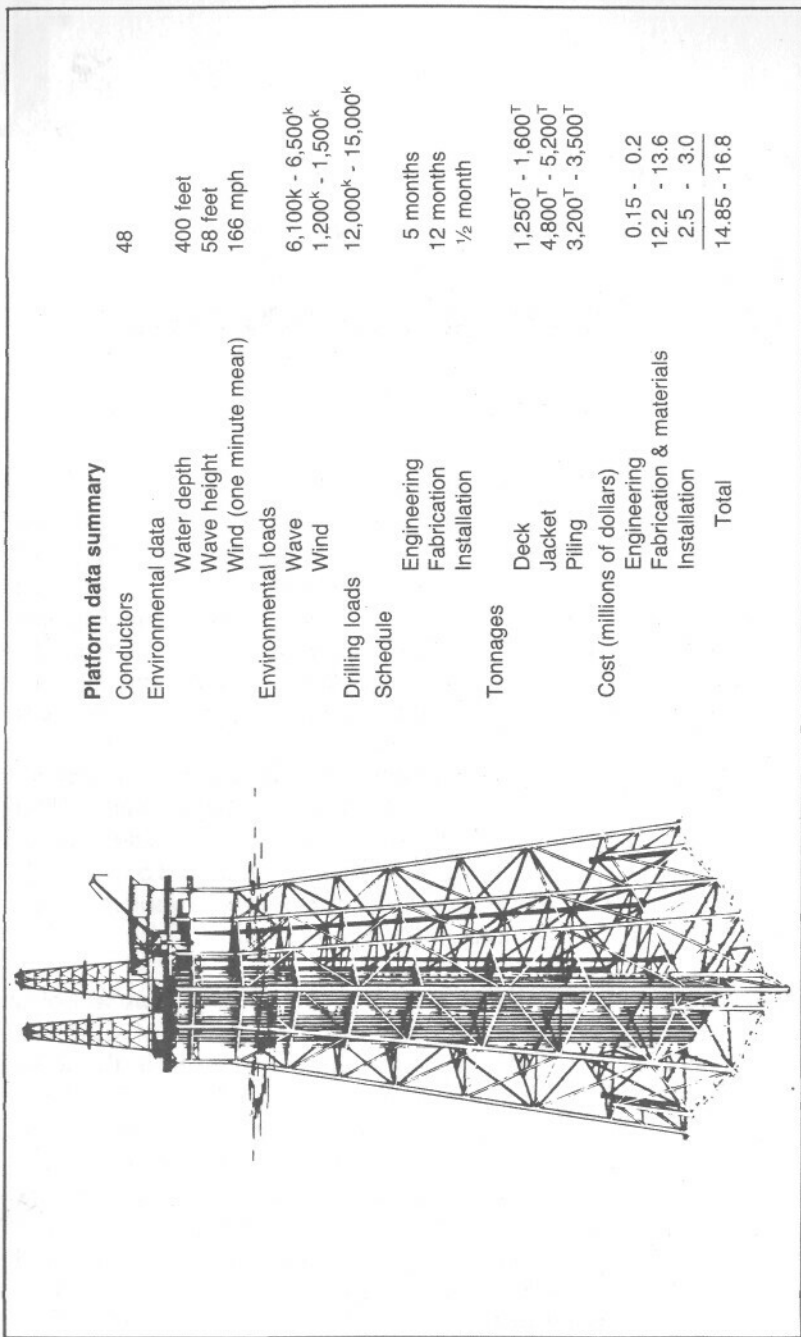 Platform data summary
Conductors 48
Environmental data
Water depth 400 feet
Wave height 58 feet
Wind (one minute mean) 166 mph
Environmental loads
Wave 6,100k - 6,500ᵏ
Wind 1,200ᵏ - 1,500ᵏ
Drilling loads 12,000ᵏ - 15,000ᵏ
Schedule
Engineering 5 months
Fabrication 12 months
Installation ½ month
Tonnages
Deck 1,250ᵀ - 1,600ᵀ
Jacket 4,800ᵀ - 5,200ᵀ
Piling 3,200ᵀ - 3,500ᵀ
Cost (millions of dollars)
Engineering 0.15 - 0.2
Fabrication & materials 12.2 - 13.6
Installation 2.5 - 3.0
Total 14.85 - 16.8